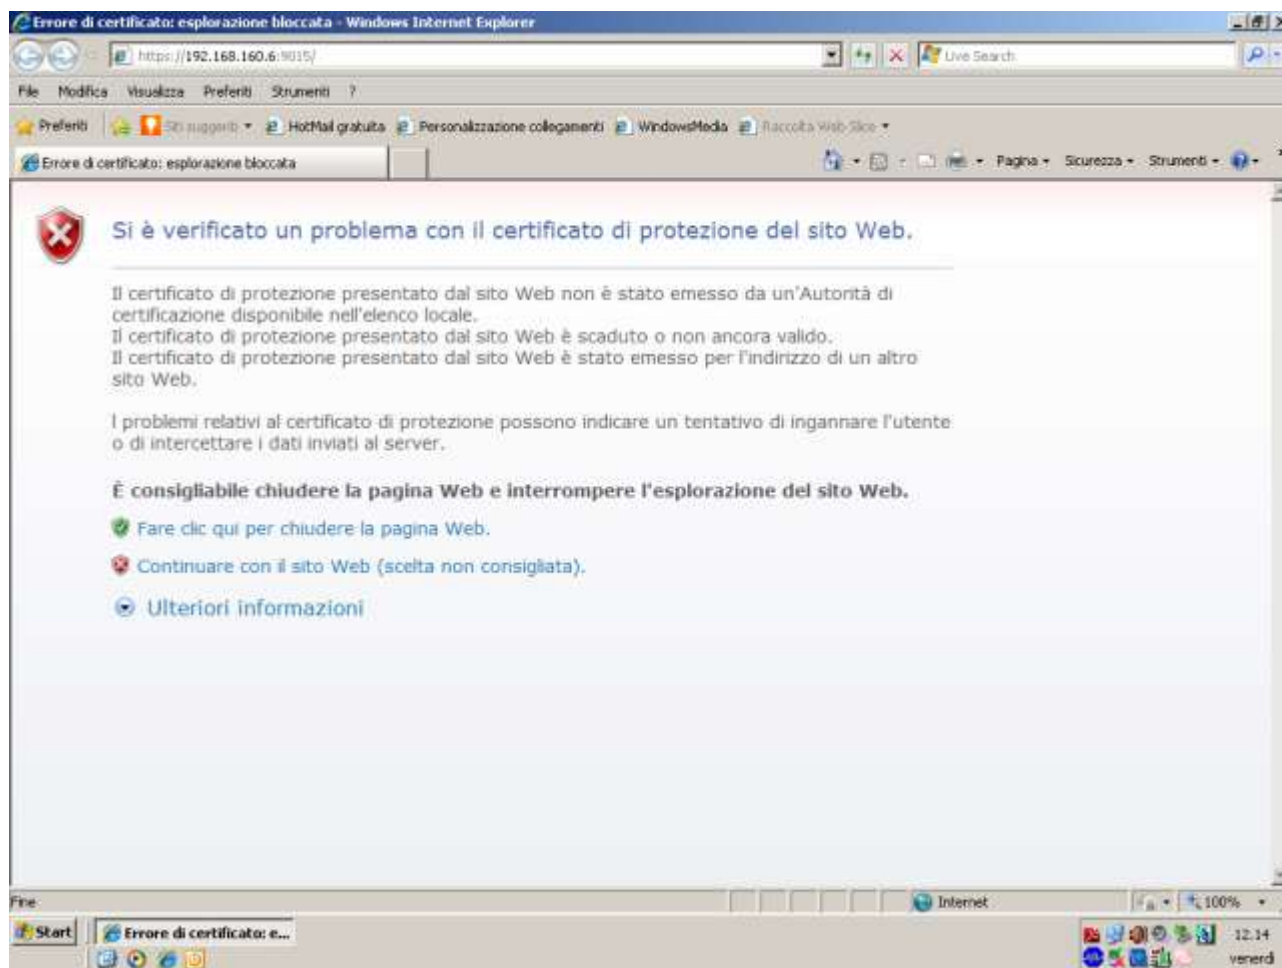 Errore di certificato: esplorazione bloccata - Windows Internet Explorer
https://192.168.160.6:9015/
Live Search
File Modifica Visualizza Preferiti Strumenti ?
Preferiti Siti suggeriti HotMail gratuita Personalizzazione collegamenti WindowsMedia Raccolta Web Slice
Errore di certificato: esplorazione bloccata
Pagina Sicurezza Strumenti
Si è verificato un problema con il certificato di protezione del sito Web.
Il certificato di protezione presentato dal sito Web non è stato emesso da un'Autorità di
certificazione disponibile nell'elenco locale.
Il certificato di protezione presentato dal sito Web è scaduto o non ancora valido.
Il certificato di protezione presentato dal sito Web è stato emesso per l'indirizzo di un altro
sito Web.
I problemi relativi al certificato di protezione possono indicare un tentativo di ingannare l'utente
o di intercettare i dati inviati al server.
È consigliabile chiudere la pagina Web e interrompere l'esplorazione del sito Web.
Fare clic qui per chiudere la pagina Web.
Continuare con il sito Web (scelta non consigliata).
Ulteriori informazioni
Fine
Internet
100%
Start
Errore di certificato: e...
12.14
venerdì